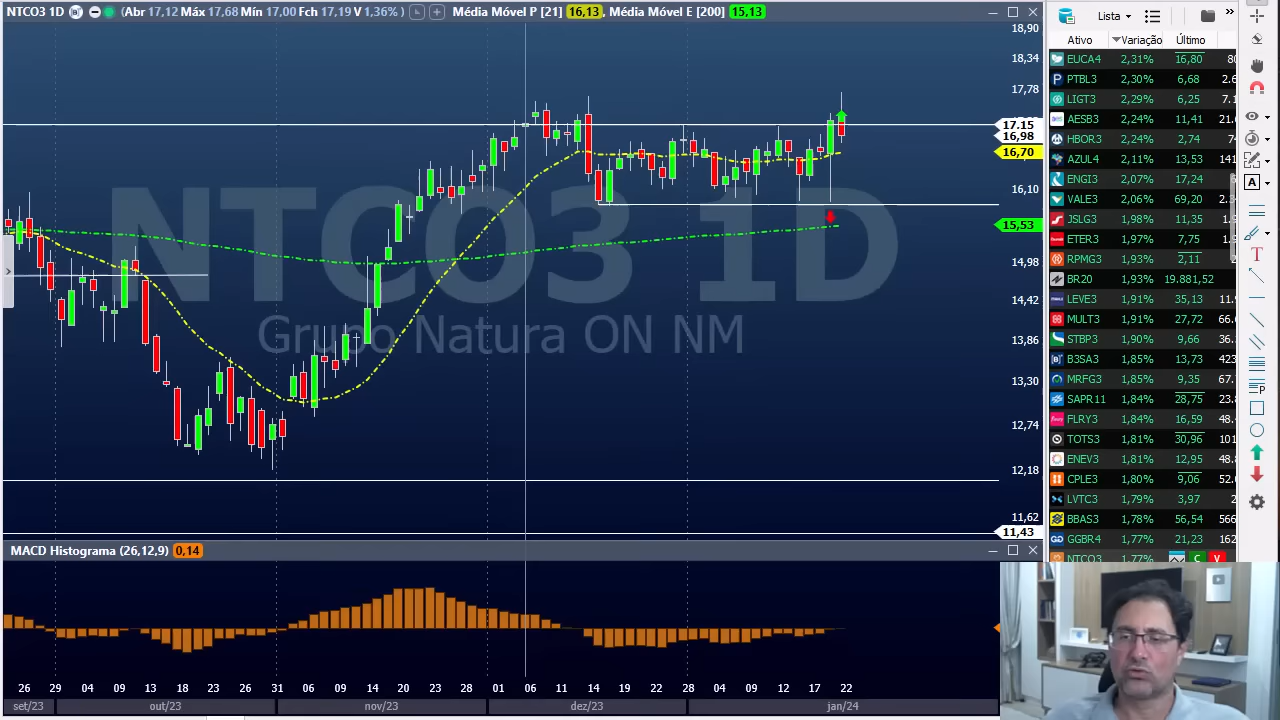 NTCO3 1D (Abr 17,12 Máx 17,68 Mín 17,00 Fch 17,19 V 1,36%) Média Móvel P [21] 16,13, Média Móvel E [200] 15,13
18,90
18,34
17,78
17.15
16,98
16,70
16,10
15,53
14,98
14,42
13,86
13,30
12,74
12,18
11,62
11,43
NTCO3 1D
Grupo Natura ON NM
MACD Histograma (26,12,9) 0,14
26 29 04 09 18 23 26 31 06 09 14 20 23 28 01 06 11 14 19 22 28 04 09 12 17 22
set/23 out/23 nov/23 dez/23 jan/24
Lista
Ativo Variação Último
EUCA4 2,31% 16,80
PTBL3 2,30% 6,68
LIGT3 2,29% 6,25
AESB3 2,24% 11,41
HBOR3 2,24% 2,74
AZUL4 2,11% 13,53
ENGI3 2,07% 17,24
VALE3 2,06% 69,20
JSLG3 1,98% 11,35
ETER3 1,97% 7,75
RPMG3 1,93% 2,11
BR20 1,93% 19.881,52
LEVE3 1,91% 35,13
MULT3 1,91% 27,72
STBP3 1,90% 9,66
B3SA3 1,85% 13,73
MRFG3 1,85% 9,35
SAPR11 1,84% 28,75
FLRY3 1,84% 16,59
TOTS3 1,81% 30,96
ENEV3 1,81% 12,95
CPLE3 1,80% 9,06
LVTC3 1,79% 3,97
BBAS3 1,78% 56,54
GGBR4 1,77% 21,23
NTCO3 1,77% C V